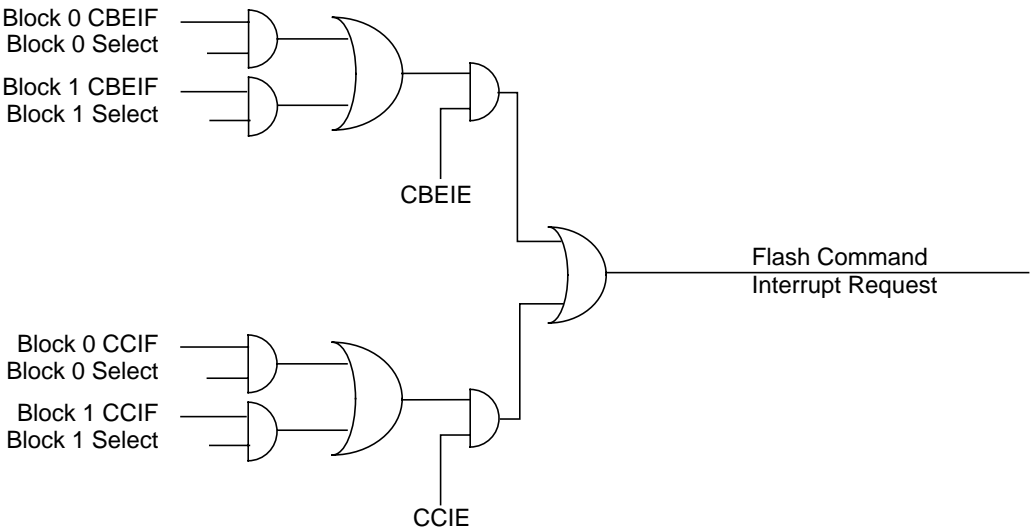 Block 0 CBEIF
Block 0 Select
Block 1 CBEIF
Block 1 Select
CBEIE
Flash Command
Interrupt Request
Block 0 CCIF
Block 0 Select
Block 1 CCIF
Block 1 Select
CCIE